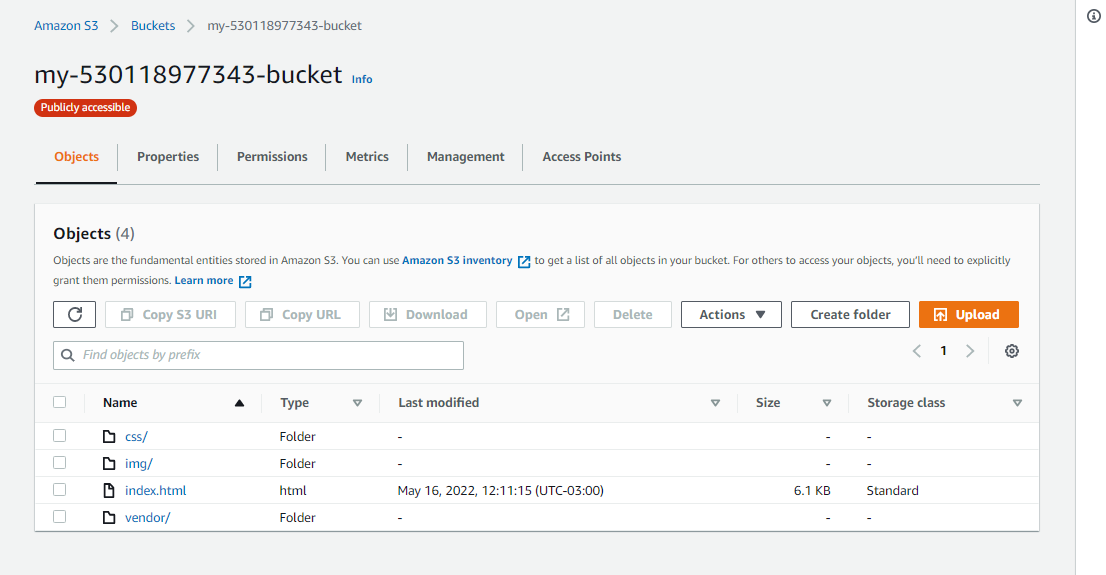 Amazon S3 Buckets my-530118977343-bucket
my-530118977343-bucket Info
Publicly accessible
Objects Properties Permissions Metrics Management Access Points
Objects (4)
Objects are the fundamental entities stored in Amazon S3. You can use Amazon S3 inventory to get a list of all objects in your bucket. For others to access your objects, you'll need to explicitly
grant them permissions. Learn more
Copy S3 URI Copy URL Download Open Delete Actions Create folder Upload
Find objects by prefix 1
Name Type Last modified Size Storage class
css/ Folder - - -
img/ Folder - - -
index.html html May 16, 2022, 12:11:15 (UTC-03:00) 6.1 KB Standard
vendor/ Folder - - -